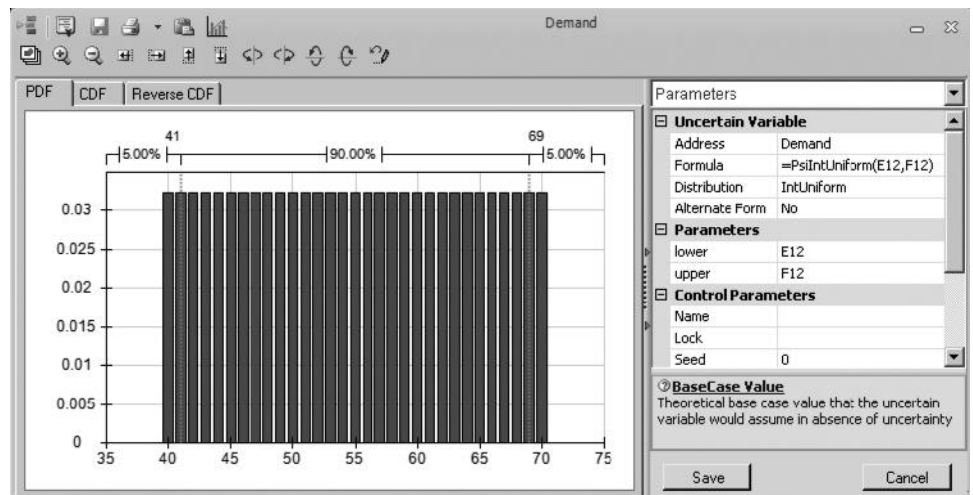 Demand
PDF CDF Reverse CDF
41 69
5.00% 90.00% 5.00%
0.03
0.025
0.02
0.015
0.01
0.005
0
35 40 45 50 55 60 65 70 75
Parameters
Uncertain Variable
Address Demand
Formula =PsiIntUniform(E12,F12)
Distribution IntUniform
Alternate Form No
Parameters
lower E12
upper F12
Control Parameters
Name
Lock
Seed 0
BaseCase Value
Theoretical base case value that the uncertain
variable would assume in absence of uncertainty
Save Cancel